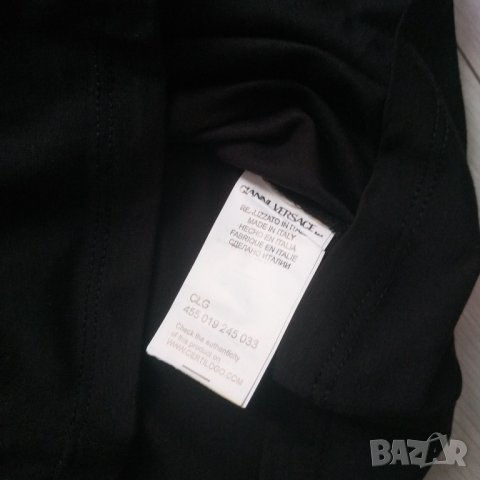 GIANNI VERSACE
REALIZZATO IN ITALIA
MADE IN ITALY
HECHO EN ITALIA
FABRIQUE EN ITALIE
СДЕЛАНО ИТАЛИИ
CLG
455 019 245 033
Check the authenticity
of this product on
WWW.CERTILOGO.COM
BAZAR